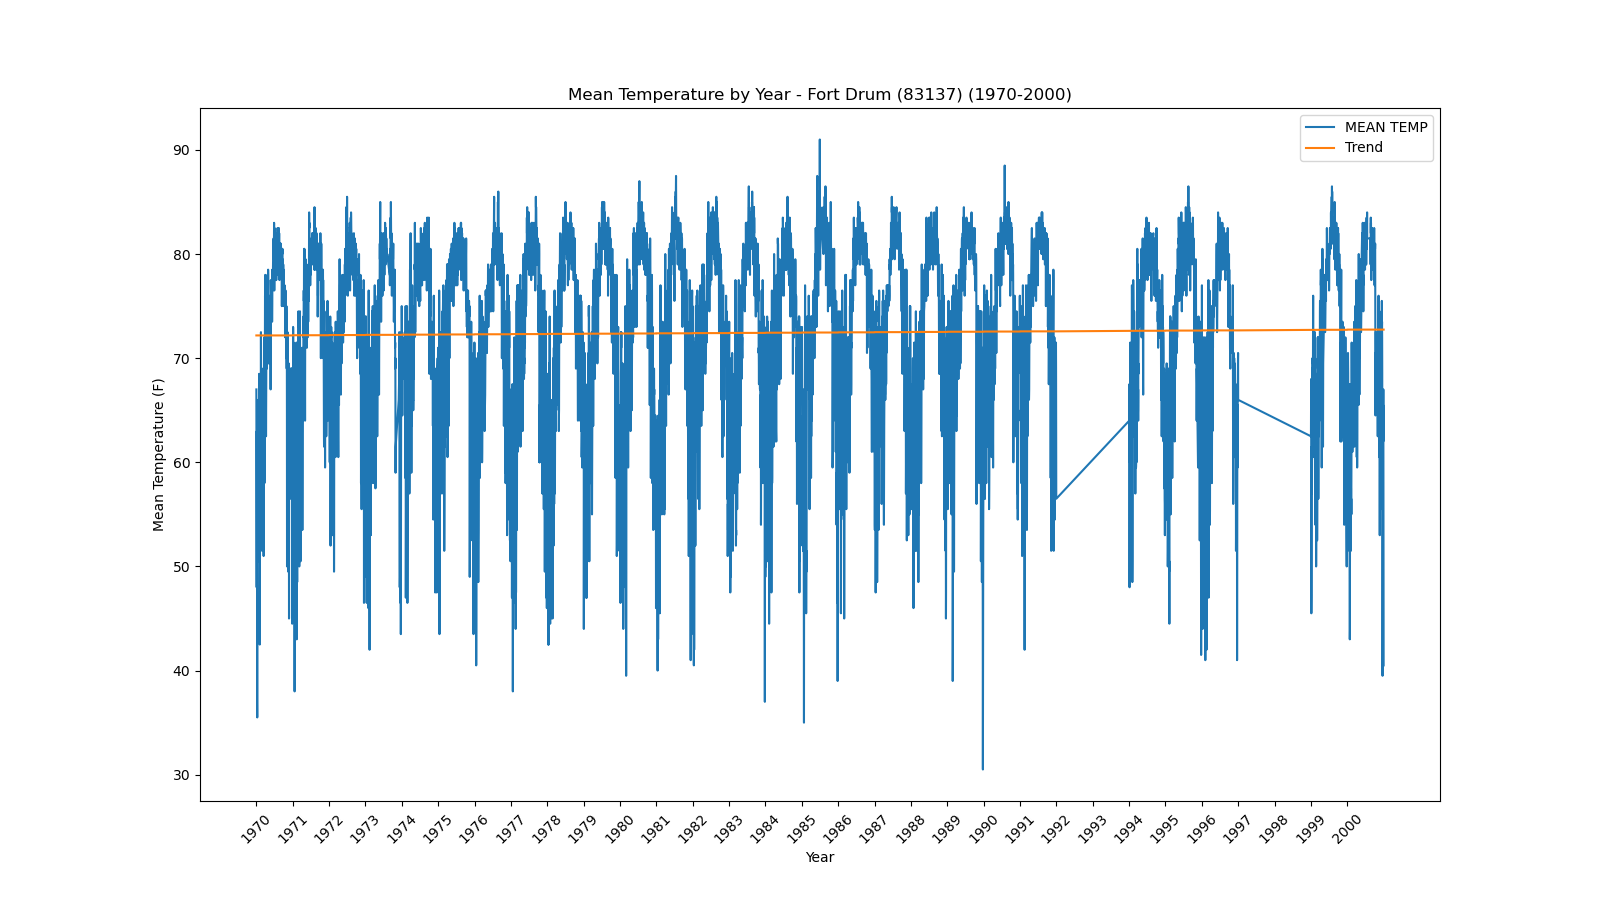 Mean Temperature by Year - Fort Drum (83137) (1970-2000)
MEAN TEMP
Trend
Mean Temperature (F)
90
80
70
60
50
40
30
1970 1971 1972 1973 1974 1975 1976 1977 1978 1979 1980 1981 1982 1983 1984 1985 1986 1987 1988 1989 1990 1991 1992 1993 1994 1995 1996 1997 1998 1999 2000
Year